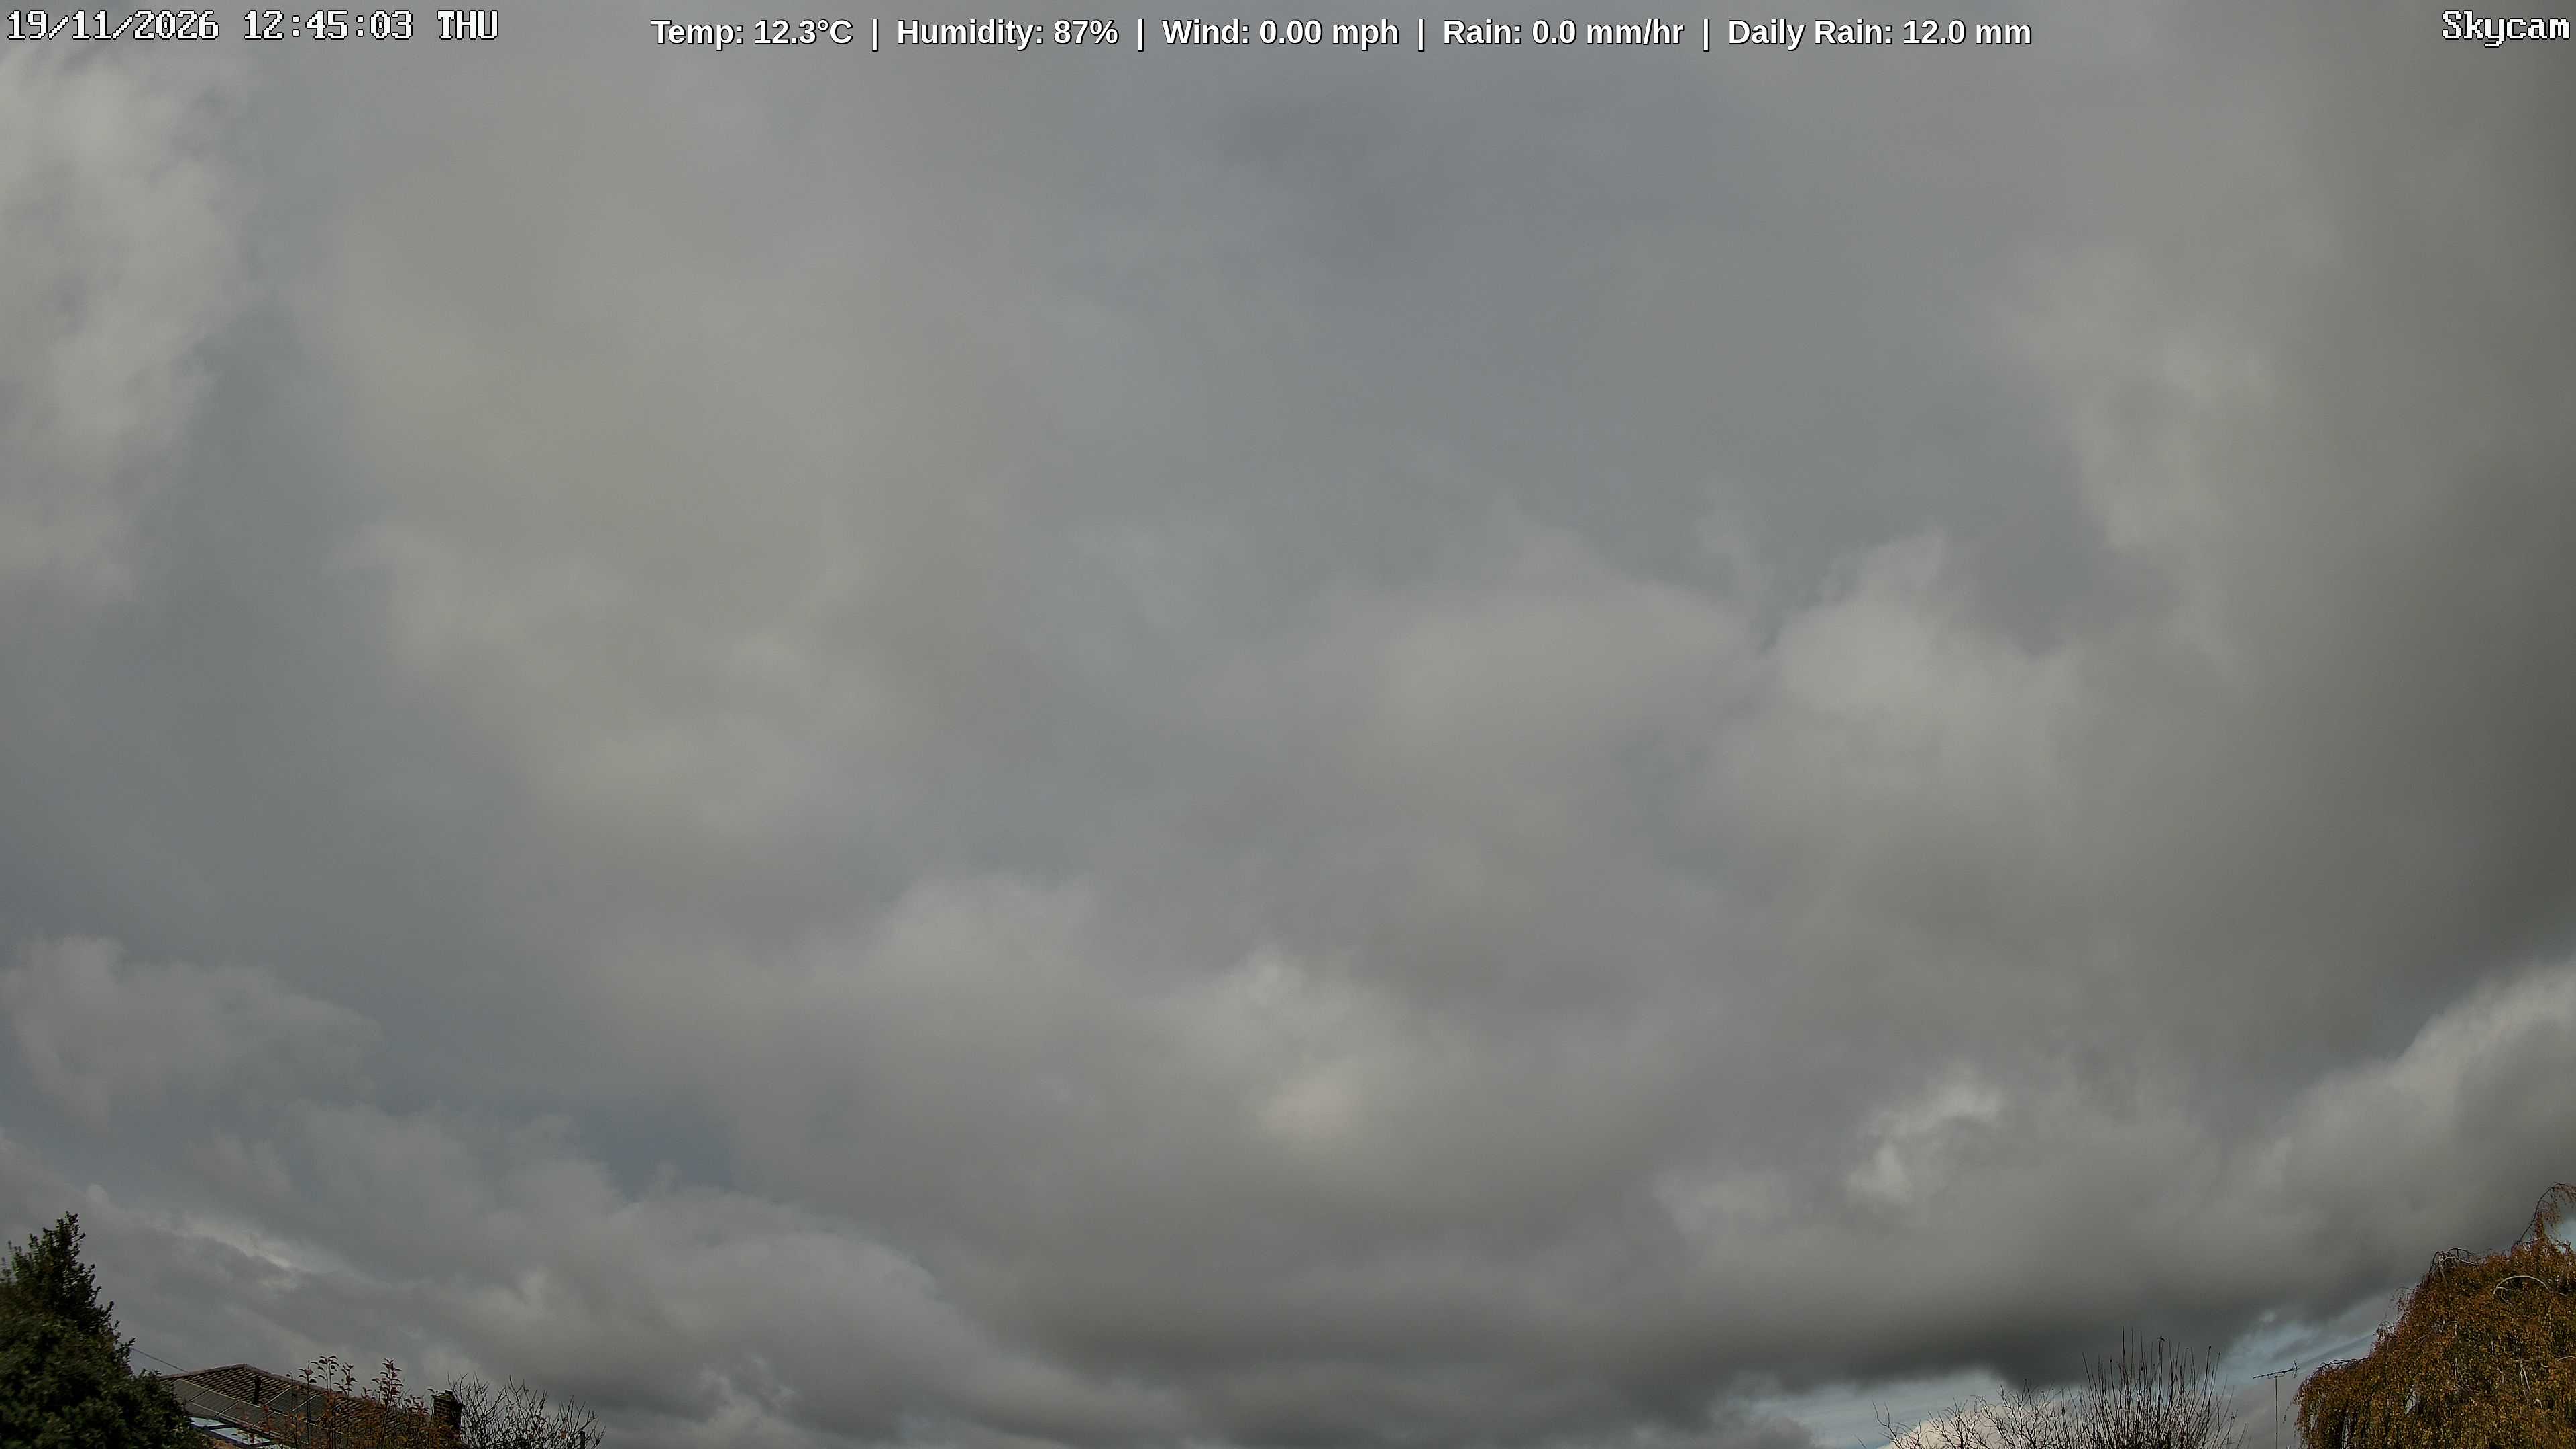 19/11/2026 12:45:03 THU
Temp: 12.3°C | Humidity: 87% | Wind: 0.00 mph | Rain: 0.0 mm/hr | Daily Rain: 12.0 mm
Skycam